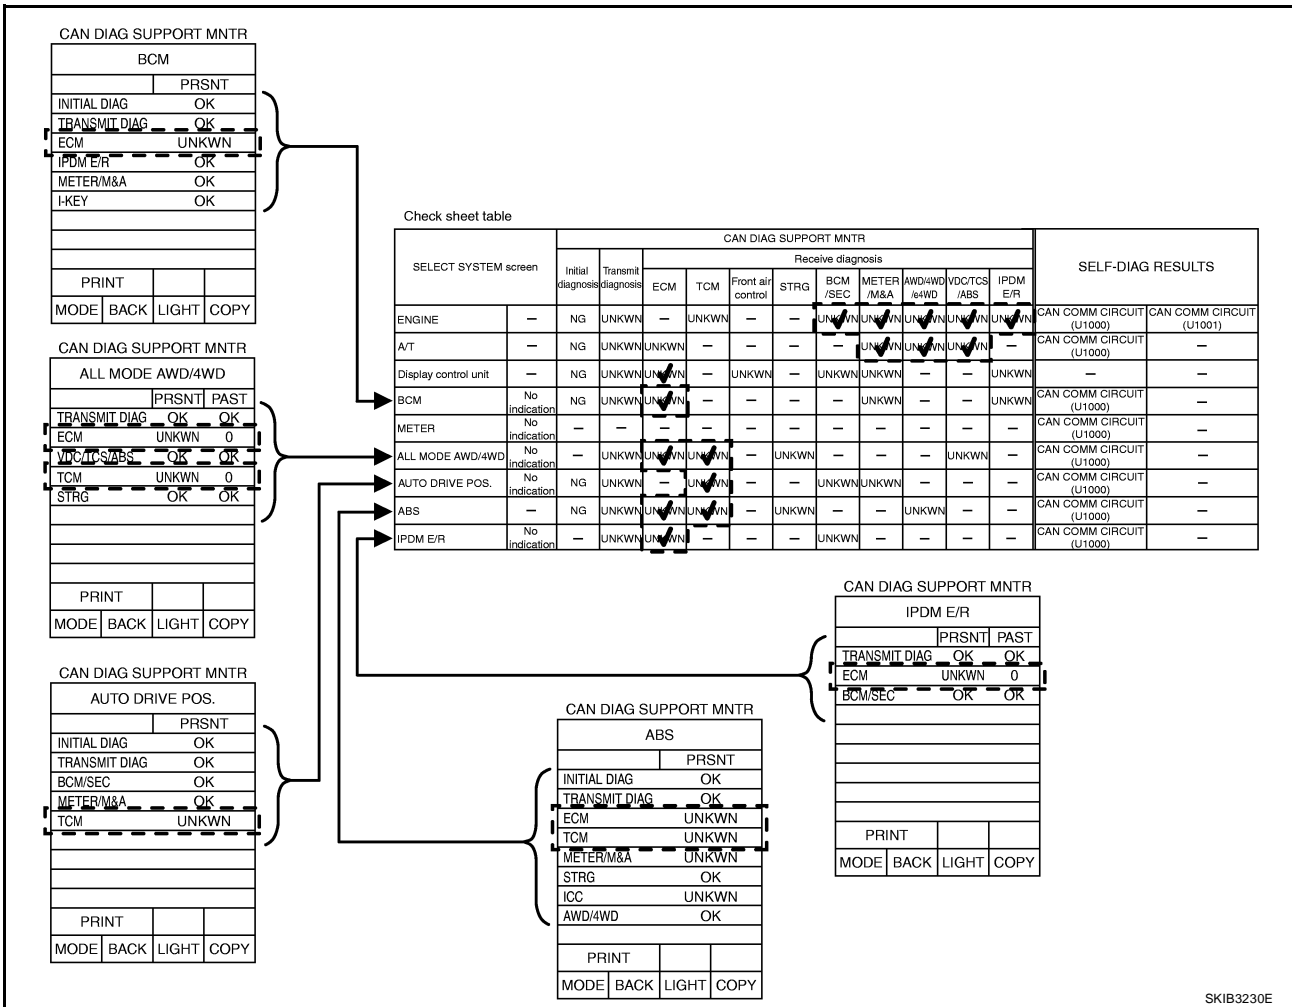 CAN DIAG SUPPORT MNTR
BCM
PRSNT
INITIAL DIAG OK
TRANSMIT DIAG OK
ECM UNKWN
IPDM E/R OK
METER/M&A OK
I-KEY OK
PRINT
MODE BACK LIGHT COPY
CAN DIAG SUPPORT MNTR
ALL MODE AWD/4WD
PRSNT PAST
TRANSMIT DIAG OK OK
ECM UNKWN 0
VDC/TCS/ABS OK OK
TCM UNKWN 0
STRG OK OK
PRINT
MODE BACK LIGHT COPY
CAN DIAG SUPPORT MNTR
AUTO DRIVE POS.
PRSNT
INITIAL DIAG OK
TRANSMIT DIAG OK
BCM/SEC OK
METER/M&A OK
TCM UNKWN
PRINT
MODE BACK LIGHT COPY
Check sheet table
CAN DIAG SUPPORT MNTR
SELECT SYSTEM screen
Receive diagnosis
SELF-DIAG RESULTS
Initial diagnosis Transmit diagnosis ECM TCM Front air control STRG BCM /SEC METER /M&A AWD/4WD /e4WD VDC/TCS /ABS IPDM E/R
ENGINE — NG UNKWN — UNKWN — — UNKWN UNKWN UNKWN UNKWN UNKWN CAN COMM CIRCUIT (U1000) CAN COMM CIRCUIT (U1001)
A/T — NG UNKWN UNKWN — — — — UNKWN UNKWN UNKWN — CAN COMM CIRCUIT (U1000) —
Display control unit — NG UNKWN UNKWN — UNKWN — UNKWN UNKWN — — UNKWN — —
BCM No indication NG UNKWN UNKWN — — — — UNKWN — — UNKWN CAN COMM CIRCUIT (U1000) —
METER No indication — — — — — — — — — — — CAN COMM CIRCUIT (U1000) —
ALL MODE AWD/4WD No indication — UNKWN UNKWN UNKWN — UNKWN — — — UNKWN — CAN COMM CIRCUIT (U1000) —
AUTO DRIVE POS. No indication NG UNKWN — UNKWN — — UNKWN UNKWN — — — CAN COMM CIRCUIT (U1000) —
ABS — NG UNKWN UNKWN UNKWN — UNKWN — — UNKWN — — CAN COMM CIRCUIT (U1000) —
IPDM E/R No indication — UNKWN UNKWN — — — UNKWN — — — — CAN COMM CIRCUIT (U1000) —
CAN DIAG SUPPORT MNTR
ABS
PRSNT
INITIAL DIAG OK
TRANSMIT DIAG OK
ECM UNKWN
TCM UNKWN
METER/M&A UNKWN
STRG OK
ICC UNKWN
AWD/4WD OK
PRINT
MODE BACK LIGHT COPY
CAN DIAG SUPPORT MNTR
IPDM E/R
PRSNT PAST
TRANSMIT DIAG OK OK
ECM UNKWN 0
BCM/SEC OK OK
PRINT
MODE BACK LIGHT COPY
SKIB3230E